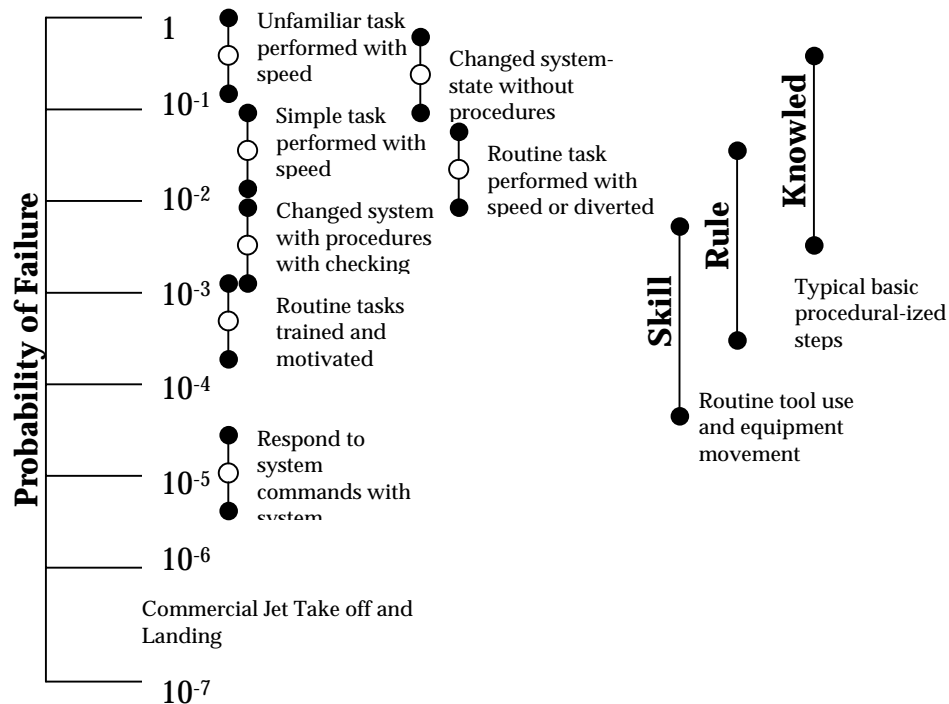 Probability of Failure
1
10-1
10-2
10-3
10-4
10-5
10-6
10-7
Unfamiliar task
performed with
speed
Changed system-
state without
procedures
Simple task
performed with
speed
Routine task
performed with
speed or diverted
Changed system
with procedures
with checking
Routine tasks
trained and
motivated
Respond to
system
commands with
system
Commercial Jet Take off and
Landing
Skill
Rule
Knowled
Typical basic
procedural-ized
steps
Routine tool use
and equipment
movement